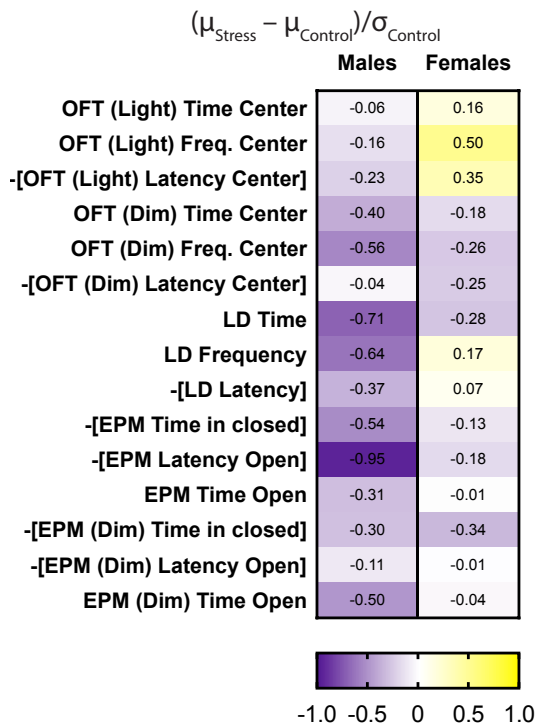 (μStress – μControl)/σControl
Males Females
OFT (Light) Time Center -0.06 0.16
OFT (Light) Freq. Center -0.16 0.50
-[OFT (Light) Latency Center] -0.23 0.35
OFT (Dim) Time Center -0.40 -0.18
OFT (Dim) Freq. Center -0.56 -0.26
-[OFT (Dim) Latency Center] -0.04 -0.25
LD Time -0.71 -0.28
LD Frequency -0.64 0.17
-[LD Latency] -0.37 0.07
-[EPM Time in closed] -0.54 -0.13
-[EPM Latency Open] -0.95 -0.18
EPM Time Open -0.31 -0.01
-[EPM (Dim) Time in closed] -0.30 -0.34
-[EPM (Dim) Latency Open] -0.11 -0.01
EPM (Dim) Time Open -0.50 -0.04
-1.0 -0.5 0 0.5 1.0